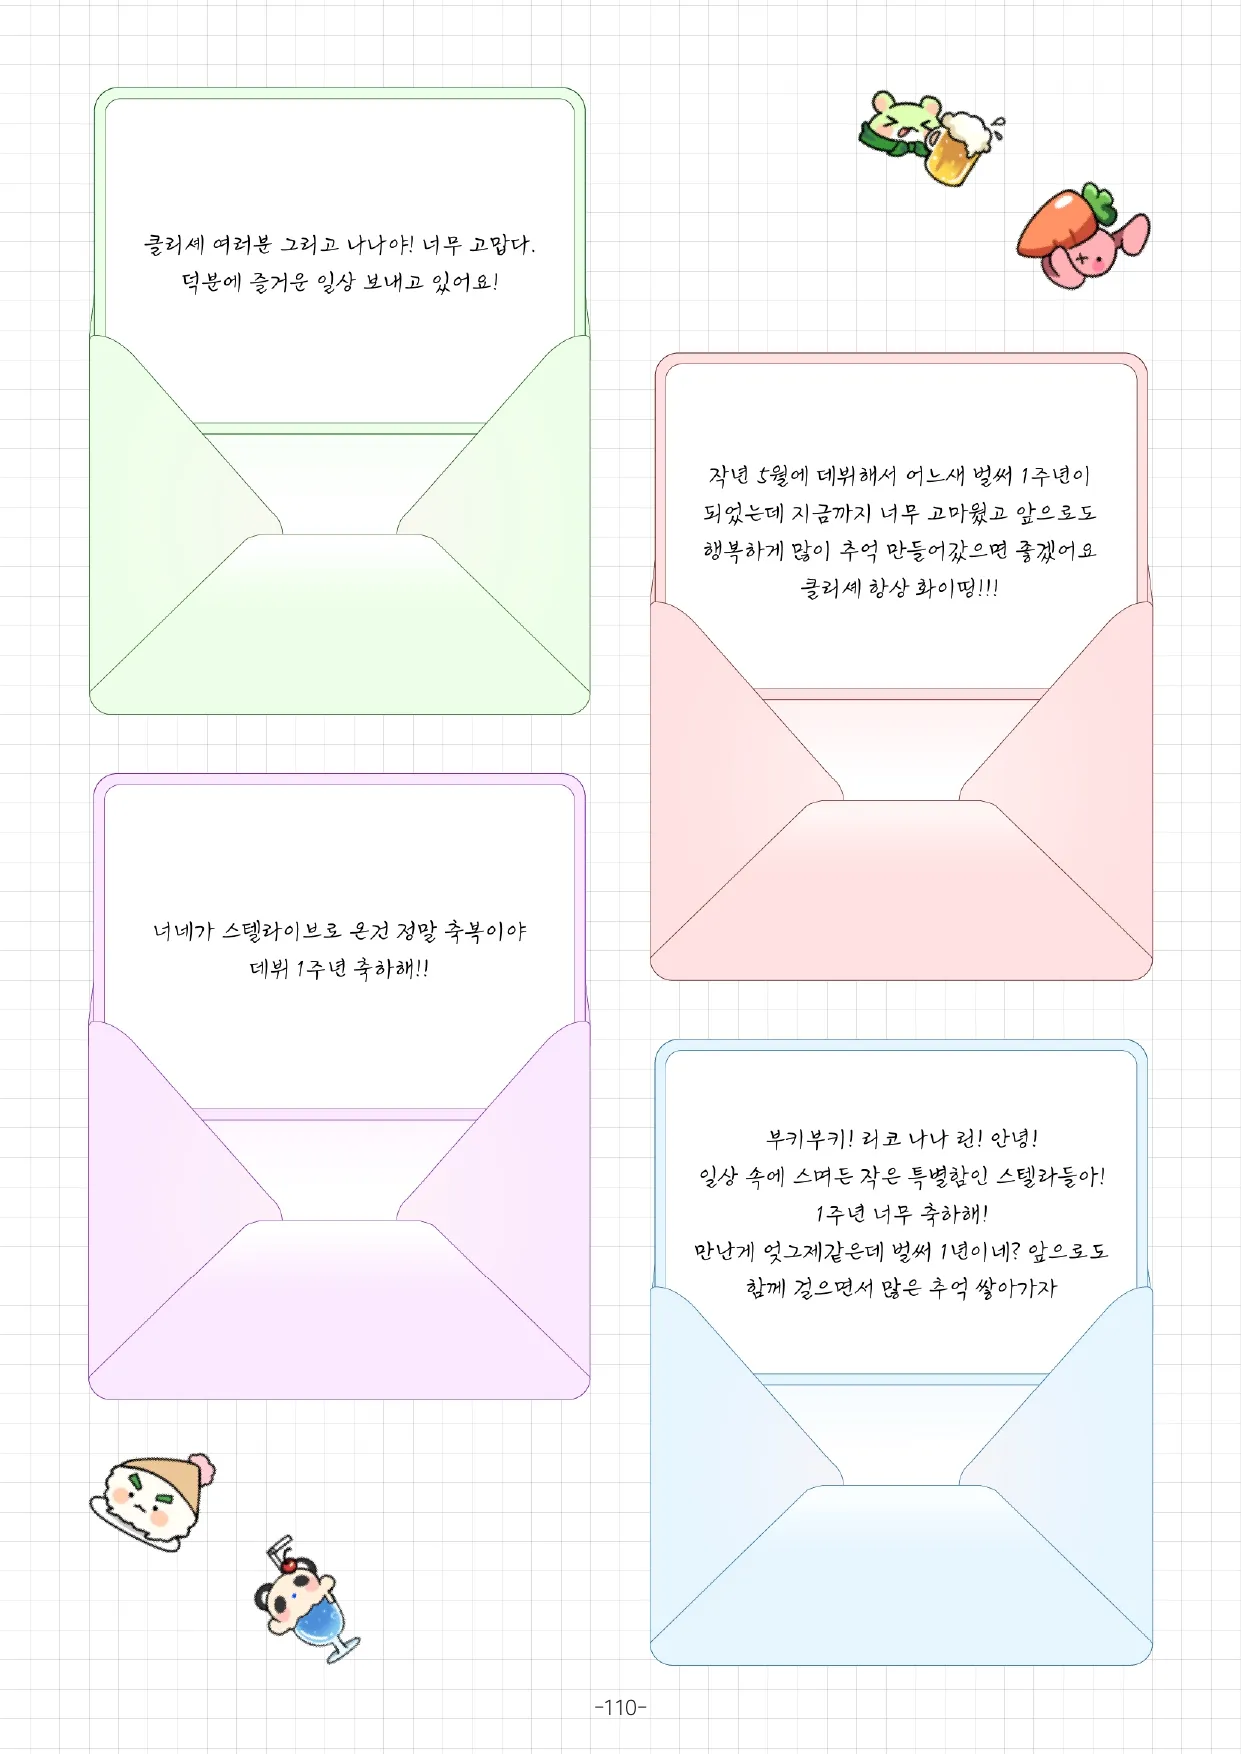 클리셰 여러분 그리고 나나야! 너무 고맙다.
덕분에 즐거운 일상 보내고 있어요!
작년 5월에 데뷔해서 어느새 벌써 1주년이
되었는데 지금까지 너무 고마웠고 앞으로도
행복하게 많이 추억 만들어갔으면 좋겠어요
클리셰 항상 화이띵!!!
너네가 스텔라이브로 온건 정말 축복이야
데뷔 1주년 축하해!!
부키부키! 리코 나나 린! 안녕!
일상 속에 스며든 작은 특별함인 스텔라들아!
1주년 너무 축하해!
만난게 엊그제같은데 벌써 1년이네? 앞으로도
함께 걸으면서 많은 추억 쌓아가자
-110-